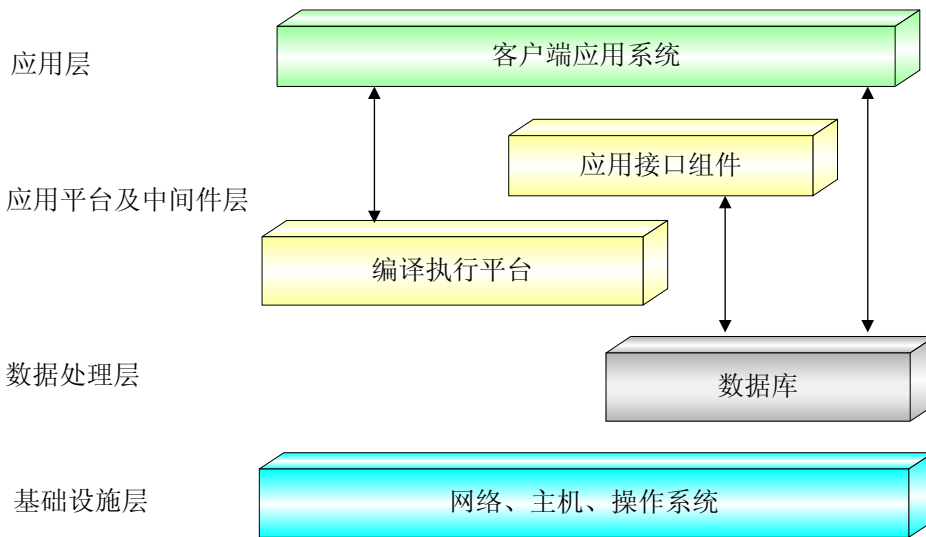 应用层
客户端应用系统
应用接口组件
应用平台及中间件层
编译执行平台
数据处理层
数据库
基础设施层
网络、主机、操作系统